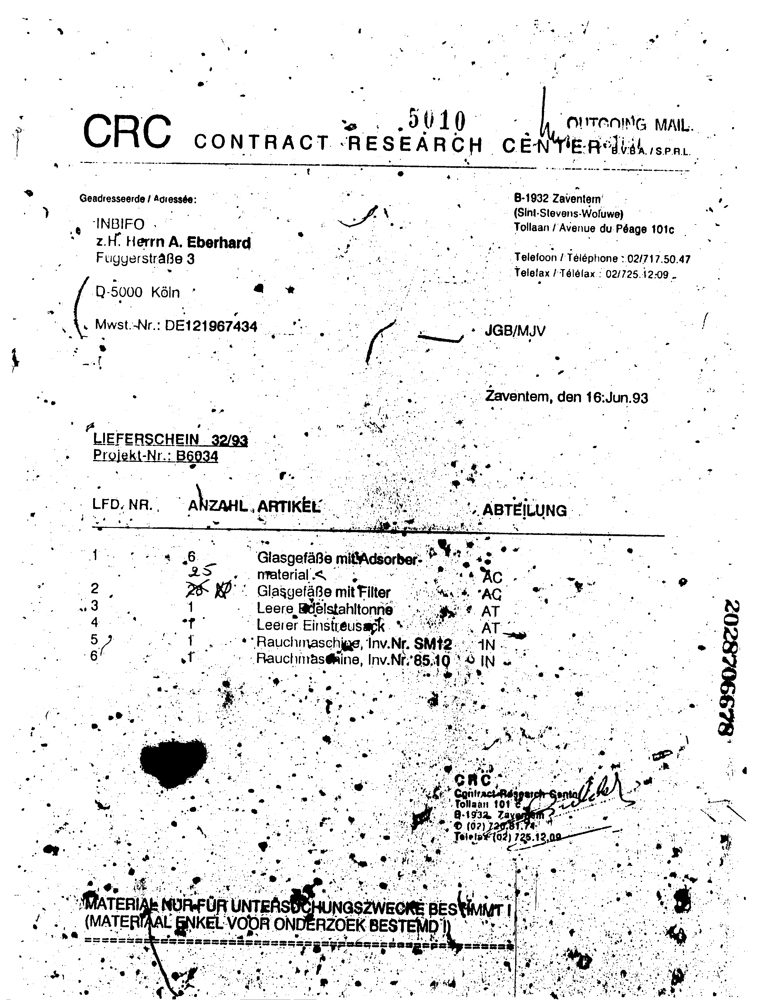 5010
OUTGOING MAIL
CRC CONTRACT RESEARCH CENTER B.V.B.A. / S.P.R.L.
Geadresseerde / Adressée:
INBIFO
z.H. Herrn A. Eberhard
Fuggerstraße 3
D-5000 Köln
Mwst.-Nr.: DE121967434
B-1932 Zaventem
(Sint-Stevens-Woluwe)
Tollaan / Avenue du Péage 101c
Telefoon / Téléphone : 02/717.50.47
Telefax / Téléfax : 02/725.12.09
JGB/MJV
Zaventem, den 16.Jun.93
LIEFERSCHEIN 32/93
Projekt-Nr.: B6034
LFD. NR. ANZAHL ARTIKEL ABTEILUNG
1 6 Glasgefäße mit Adsorber-
material AC
25
2 26 Glasgefäße mit Filter AC
3 1 Leere Edelstahltonne AT
4 1 Leerer Einstreusack AT
5 1 Rauchmaschine, Inv.Nr. SM12 IN
6 1 Rauchmaschine, Inv.Nr. 85.10 IN
2028706678
CRC
Contract Research Center
Tollaan 101
B-1932 Zaventem
(02) 720.81.74
Telefax (02) 725.12.09
MATERIAL NUR FÜR UNTERSUCHUNGSZWECKE BESTIMMT !
(MATERIAAL ENKEL VOOR ONDERZOEK BESTEMD !)